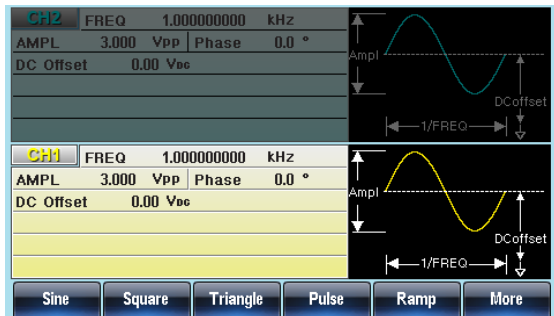 CH2 FREQ 1.000000000 kHz
AMPL 3.000 Vpp Phase 0.0 °
DC Offset 0.00 VDC
Ampl
DCoffset
1/FREQ
CH1 FREQ 1.000000000 kHz
AMPL 3.000 Vpp Phase 0.0 °
DC Offset 0.00 VDC
Ampl
DCoffset
1/FREQ
Sine Square Triangle Pulse Ramp More